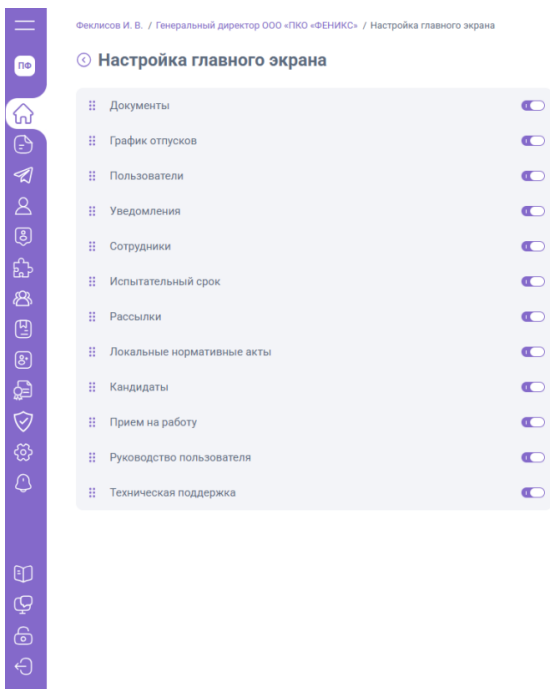 Феклисов И. В. / Генеральный директор ООО «ПКО «ФЕНИКС» / Настройка главного экрана
ПФ
Настройка главного экрана
Документы
График отпусков
Пользователи
Уведомления
Сотрудники
Испытательный срок
Рассылки
Локальные нормативные акты
Кандидаты
Прием на работу
Руководство пользователя
Техническая поддержка